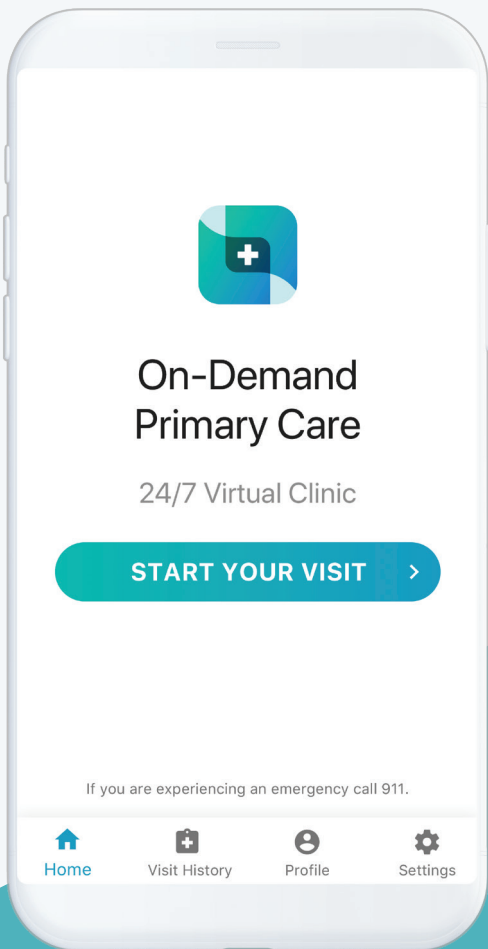 On-Demand
Primary Care
24/7 Virtual Clinic
START YOUR VISIT
If you are experiencing an emergency call 911.
Home Visit History Profile Settings